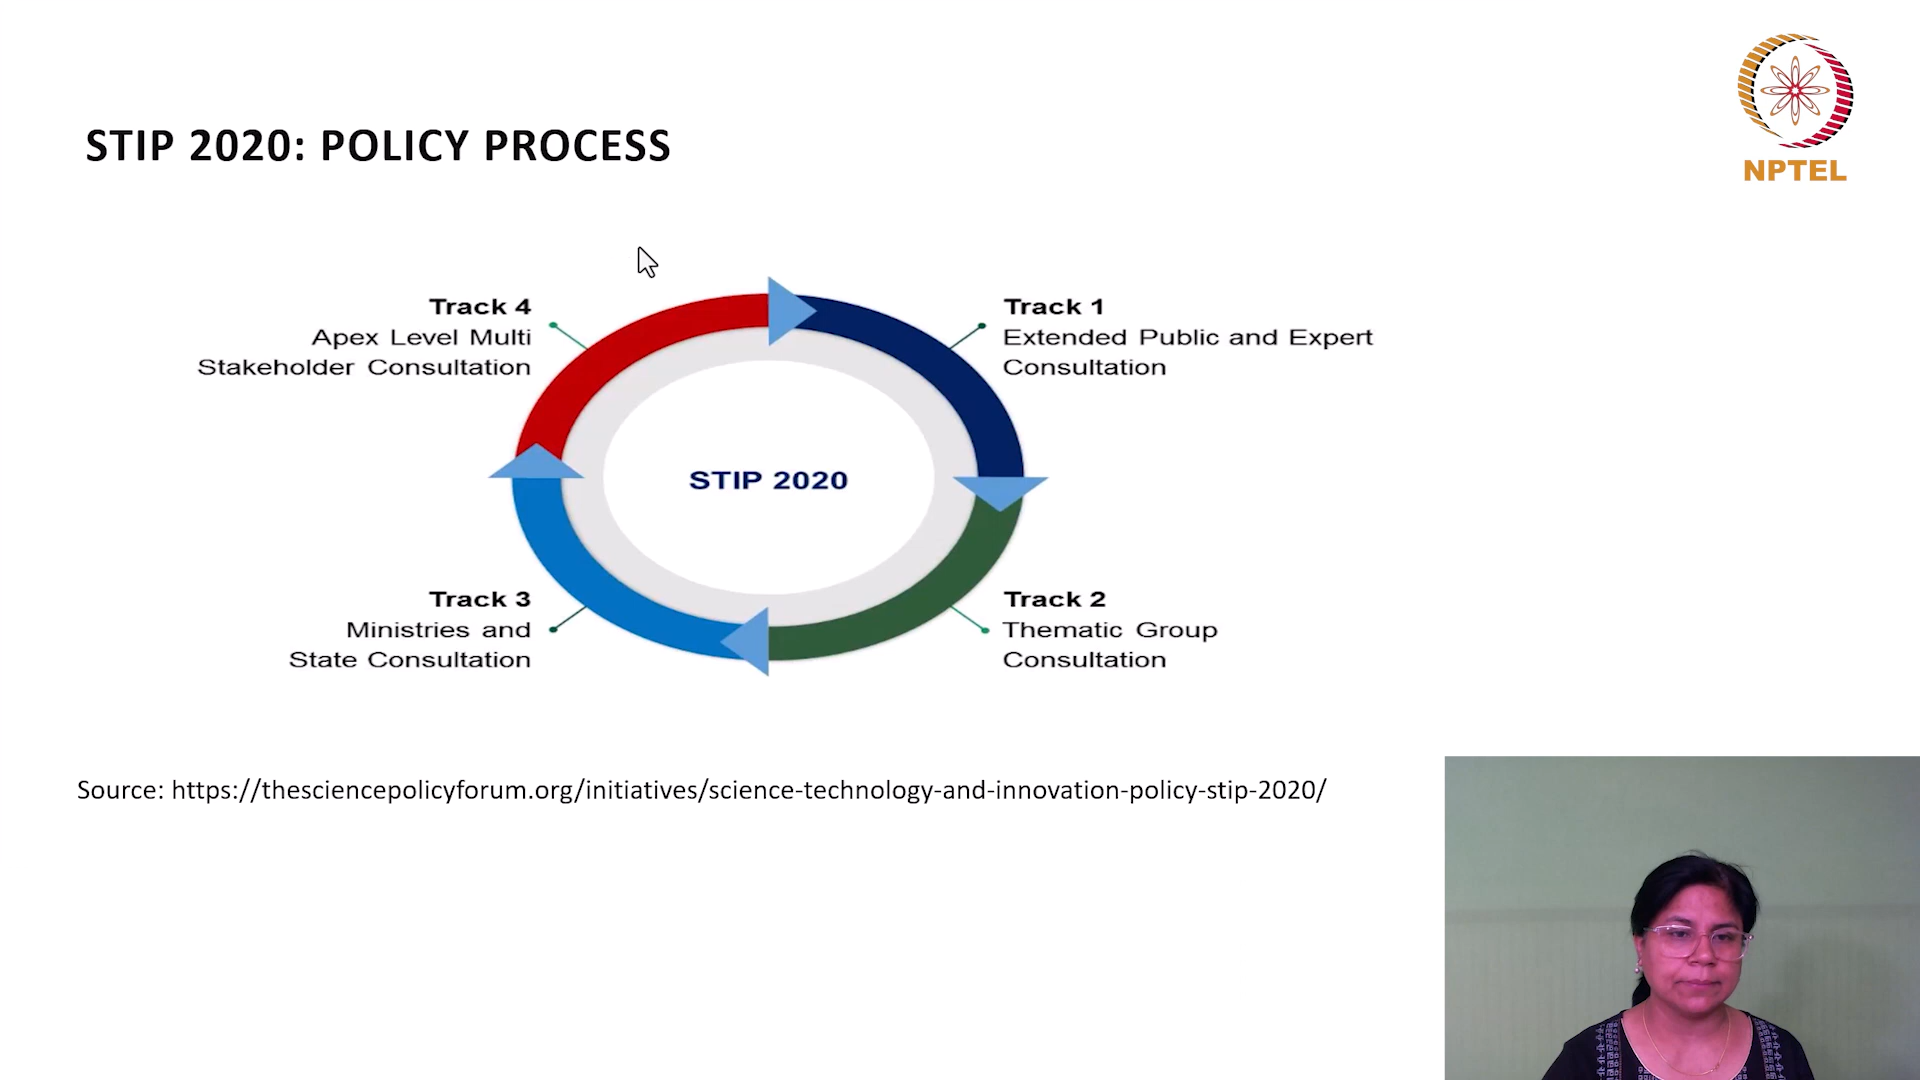 STIP 2020: POLICY PROCESS
NPTEL
Track 4
Apex Level Multi
Stakeholder Consultation
Track 1
Extended Public and Expert
Consultation
STIP 2020
Track 3
Ministries and
State Consultation
Track 2
Thematic Group
Consultation
Source: https://thesciencepolicyforum.org/initiatives/science-technology-and-innovation-policy-stip-2020/